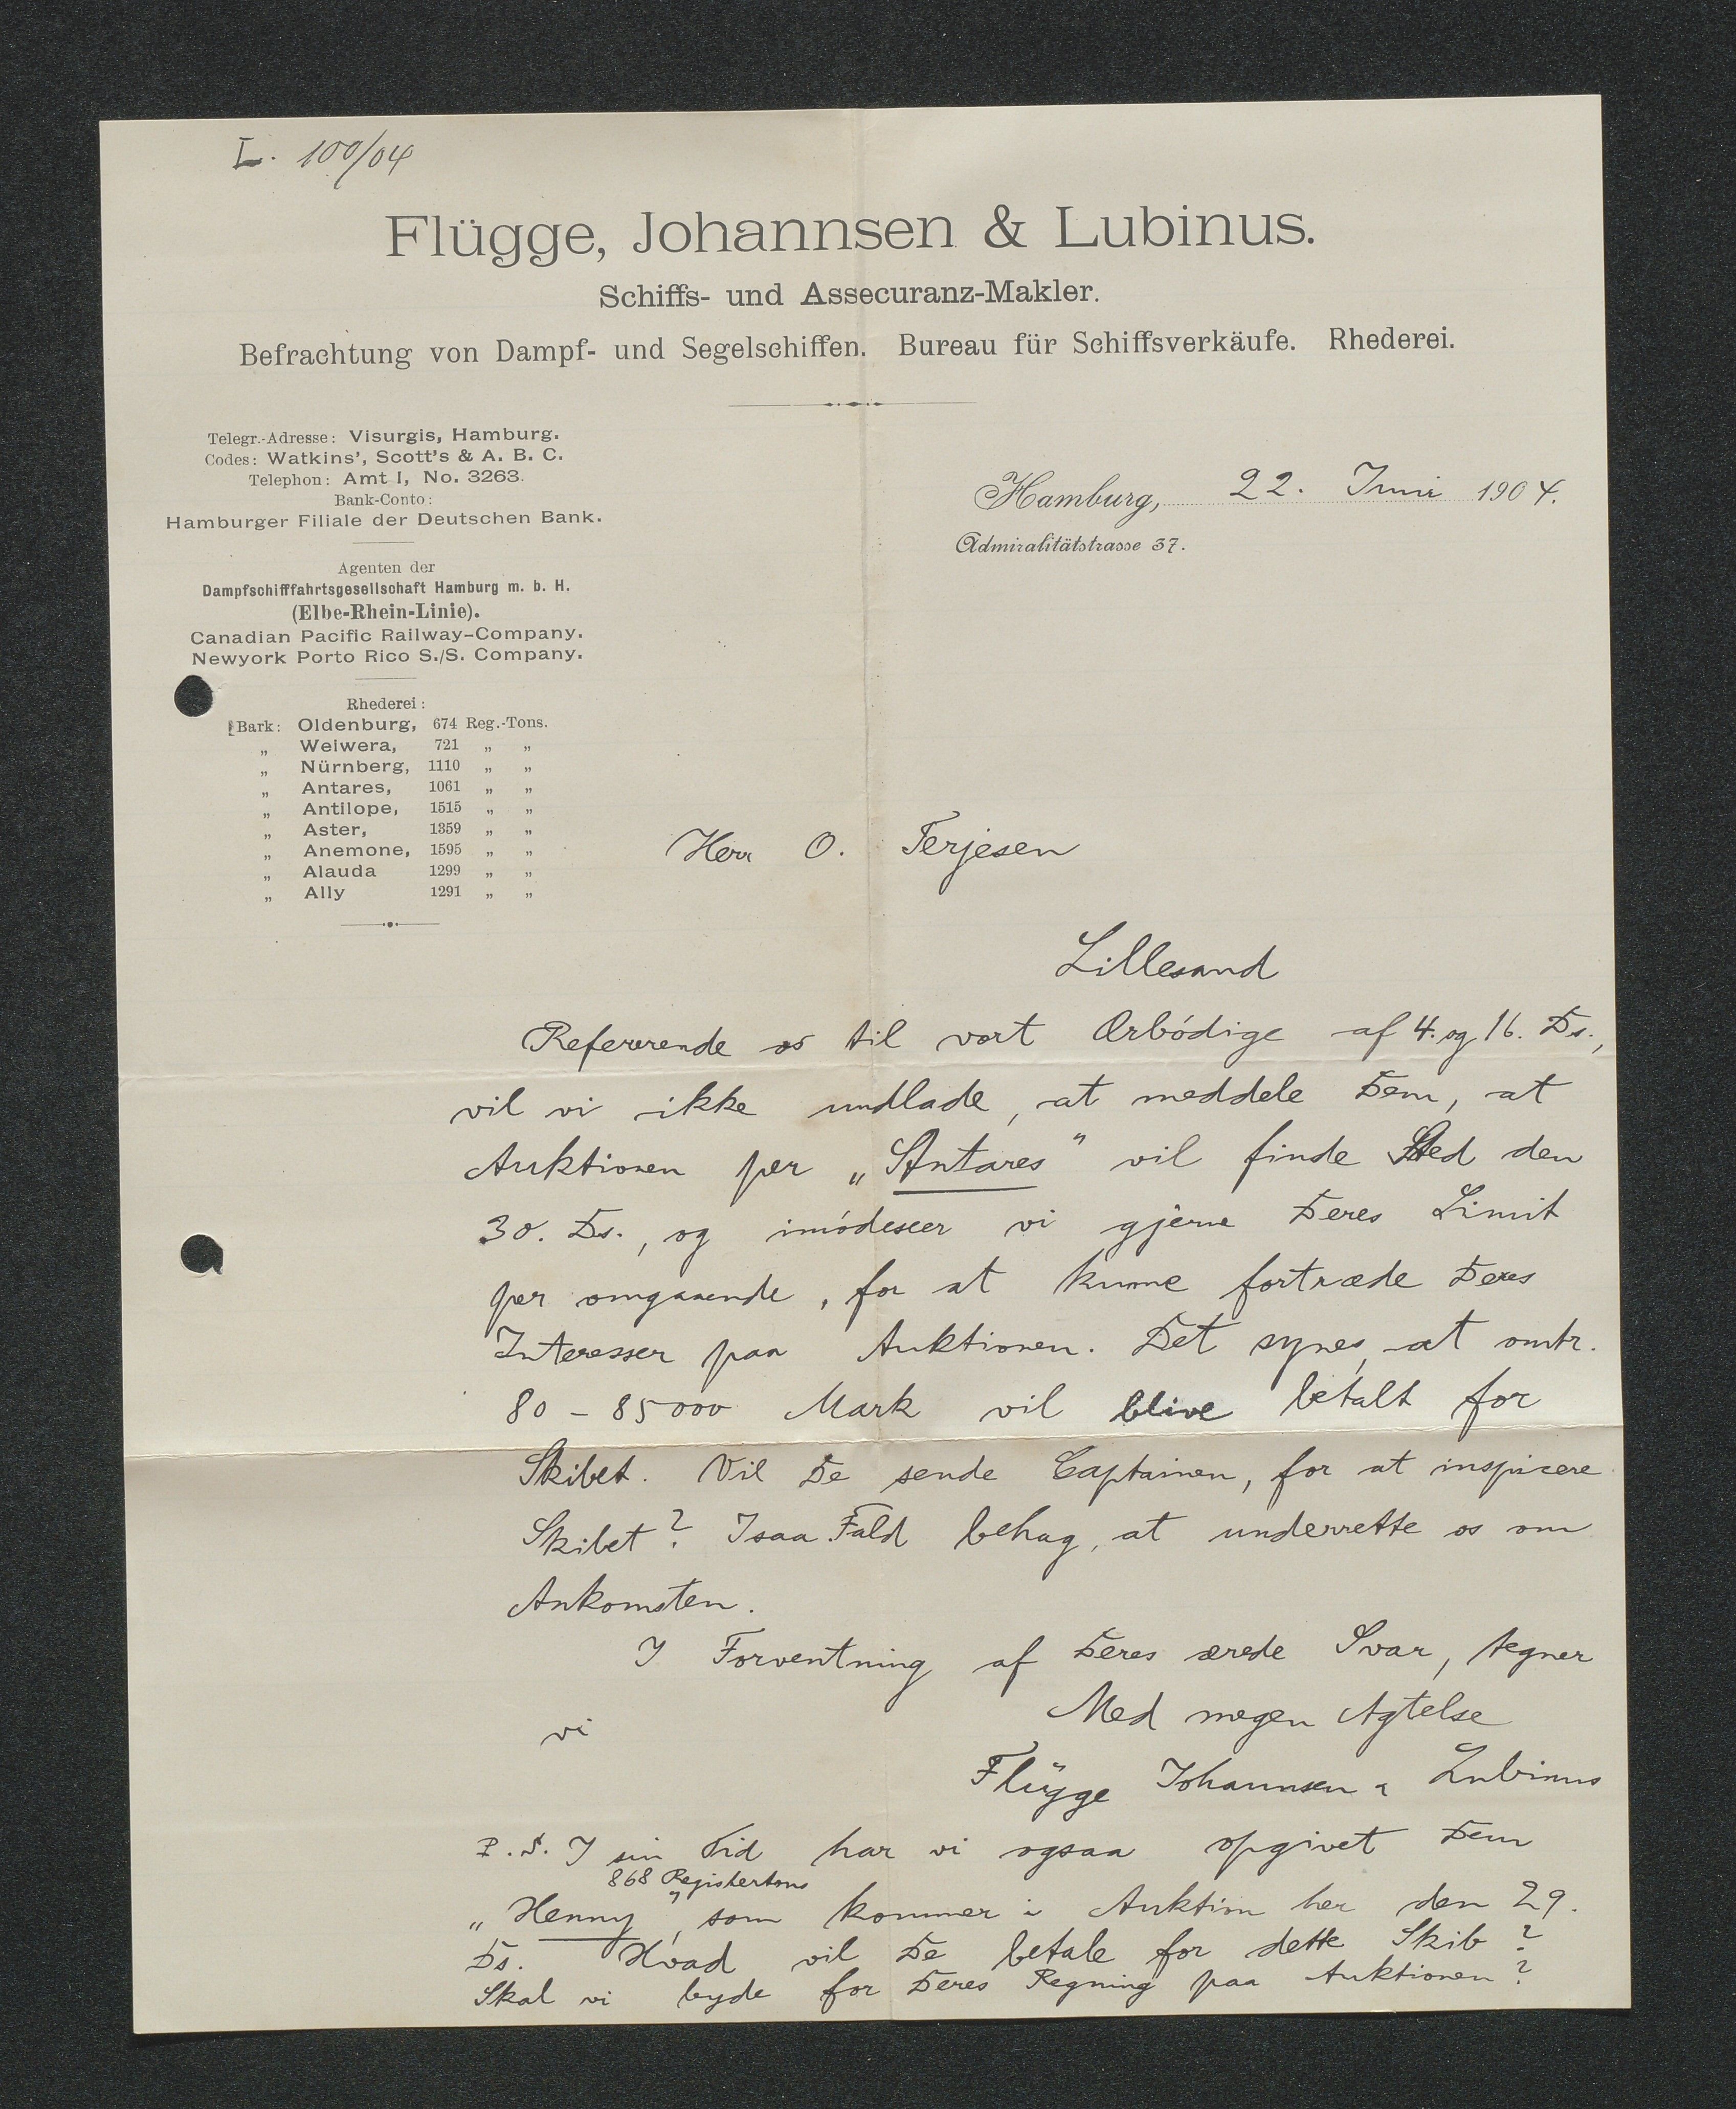 L. 100/04
Flügge, Johannsen & Lubinus.
Schiffs- und Assecuranz-Makler.
Befrachtung von Dampf- und Segelschiffen. Bureau für Schiffsverkäufe. Rhederei.
Telegr.-Adresse: Visurgis, Hamburg.
Codes: Watkins', Scott's & A. B. C.
Telephon: Amt I, No. 3263.
Bank-Conto:
Hamburger Filiale der Deutschen Bank.
Agenten der
Dampfschifffahrtsgesellschaft Hamburg m. b. H.
(Elbe-Rhein-Linie).
Canadian Pacific Railway-Company.
Newyork Porto Rico S./S. Company.
Rhederei:
Bark: Oldenburg, 674 Reg.-Tons.
„ Weiwera, 721 „ „
„ Nürnberg, 1110 „ „
„ Antares, 1061 „ „
„ Antilope, 1515 „ „
„ Aster, 1359 „ „
„ Anemone, 1595 „ „
„ Alauda 1299 „ „
„ Ally 1291 „ „
Hamburg, 22. Juni 1904.
Admiralitätstrasse 37.
Herr O. Terjesen
Lillesand
Refererende os til vort Ærbódige af 4. og 16. Ds.,
vil vi ikke undlade, at meddele Dem, at
Auktionen per „Antares" vil finde Sted den
30. Ds., og imódeseer vi gjerne Deres Limit
per omgaaende, for at kunne fortræde Deres
Interesser paa Auktionen. Det synes, at omtr.
80 - 85000 Mark vil blive betalt for
Skibet. Vil De sende Captainen, for at inspicere
Skibet? Isaa Fald behag, at underrette os om
Ankomsten.
I Forventning af Deres ærede Svar, tegner
vi Med megen Agtelse
Flügge Johannsen & Lubinus
P.S. I sin Tid har vi ogsaa opgivet Dem
868 Registertons
„Henny", som kommer i Auktion her den 29.
Ds. Hvad vil De betale for dette Skib?
Skal vi byde for Deres Regning paa Auktionen?